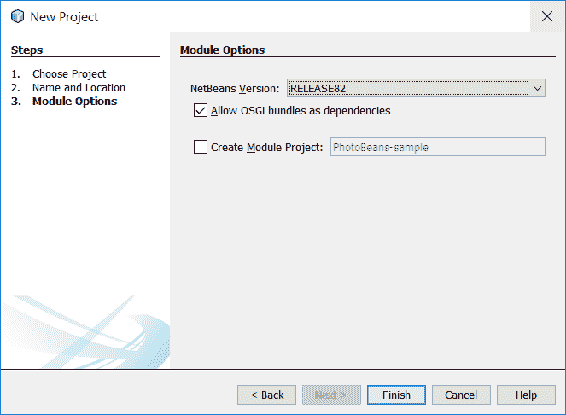 New Project
Steps
1. Choose Project
2. Name and Location
3. Module Options
Module Options
NetBeans Version: RELEASE82
Allow OSGi bundles as dependencies
Create Module Project: PhotoBeans-sample
< Back Next > Finish Cancel Help